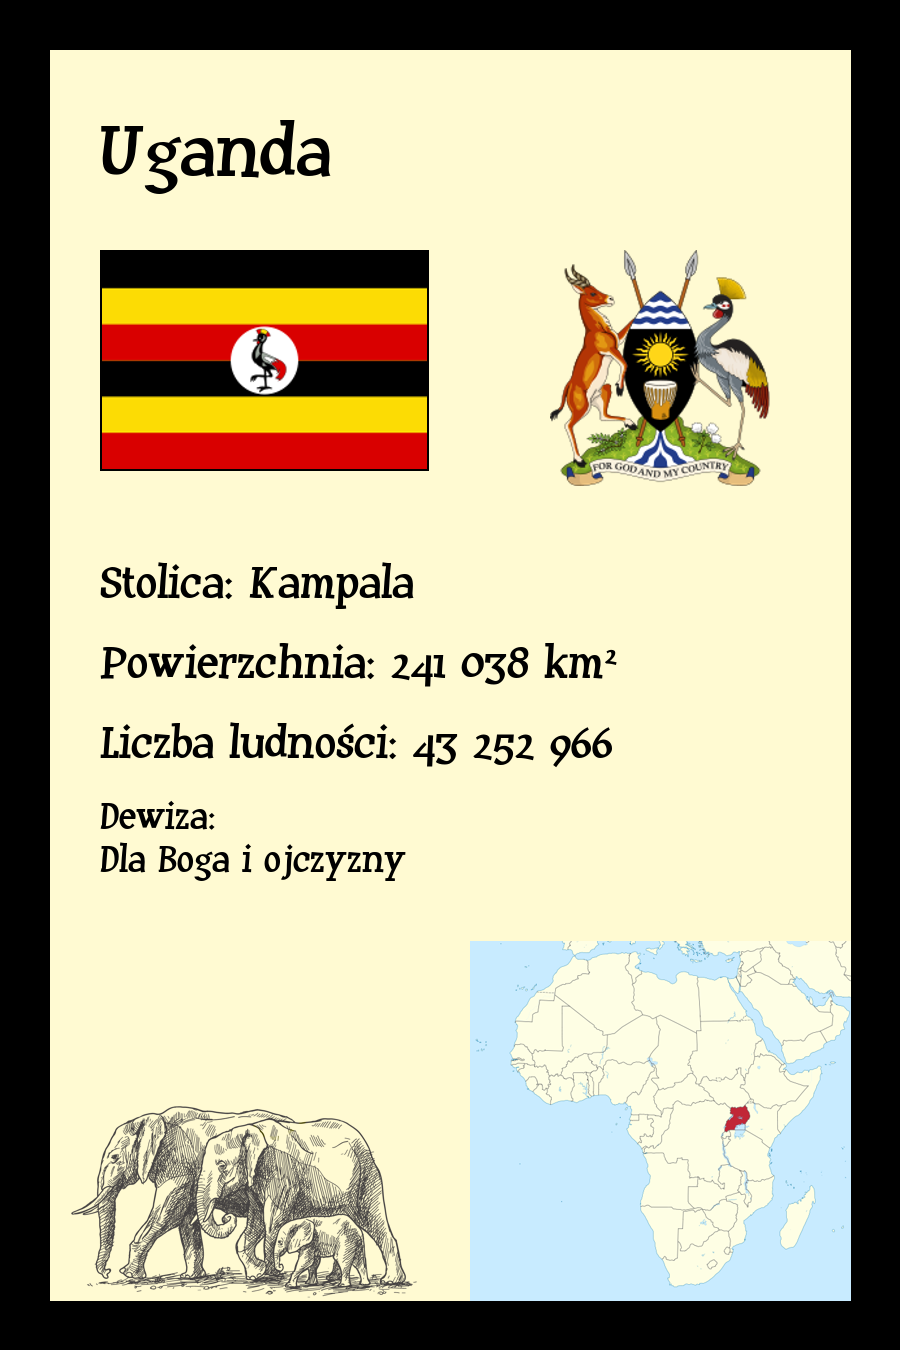 Uganda
FOR GOD AND MY COUNTRY
Stolica: Kampala
Powierzchnia: 241 038 km²
Liczba ludności: 43 252 966
Dewiza:
Dla Boga i ojczyzny